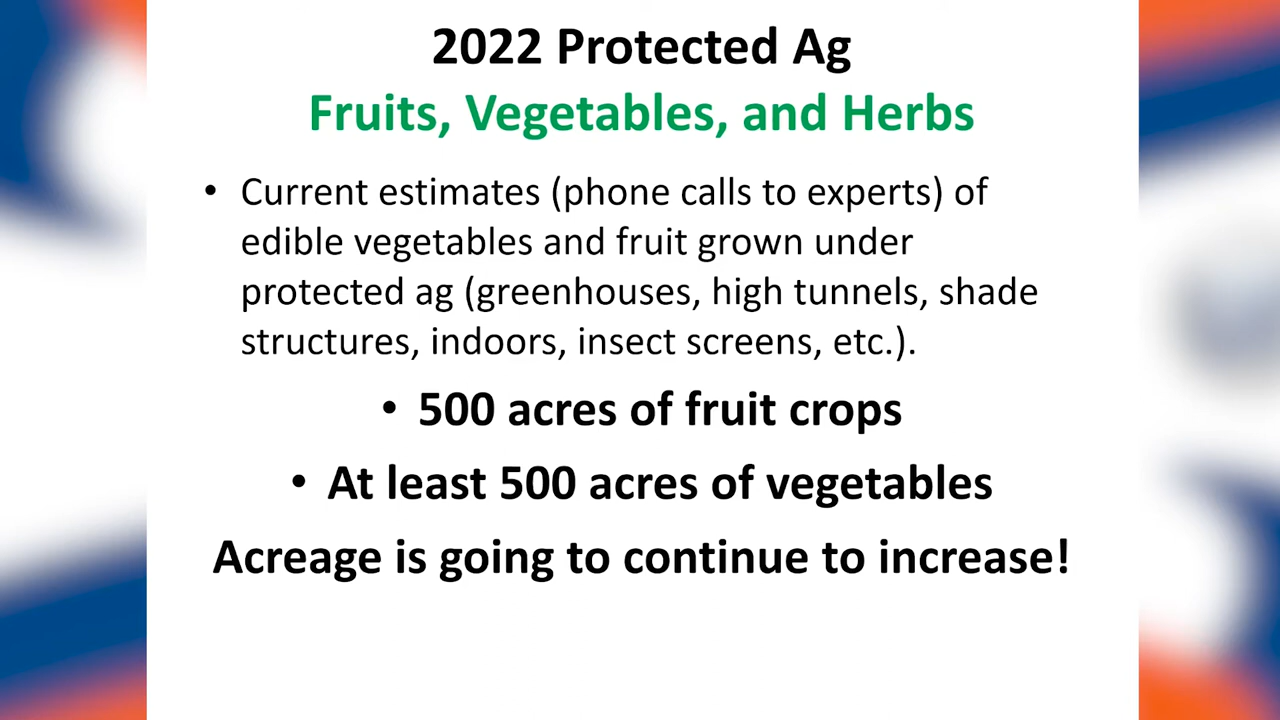 2022 Protected Ag
Fruits, Vegetables, and Herbs
• Current estimates (phone calls to experts) of
edible vegetables and fruit grown under
protected ag (greenhouses, high tunnels, shade
structures, indoors, insect screens, etc.).
• 500 acres of fruit crops
• At least 500 acres of vegetables
Acreage is going to continue to increase!